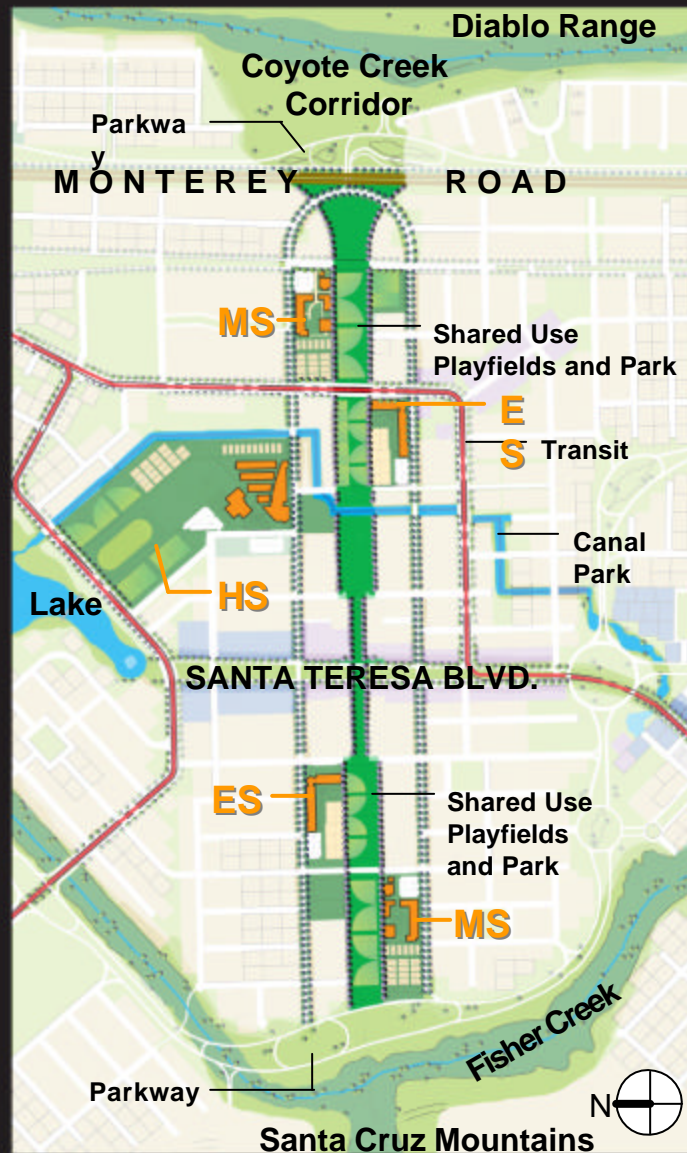 Diablo Range
Coyote Creek
Corridor
Parkwa
y
MONTEREY ROAD
MS
Shared Use
Playfields and Park
E
S
Transit
Canal
Park
HS
Lake
SANTA TERESA BLVD.
ES
Shared Use
Playfields
and Park
MS
Fisher Creek
Parkway
N
Santa Cruz Mountains